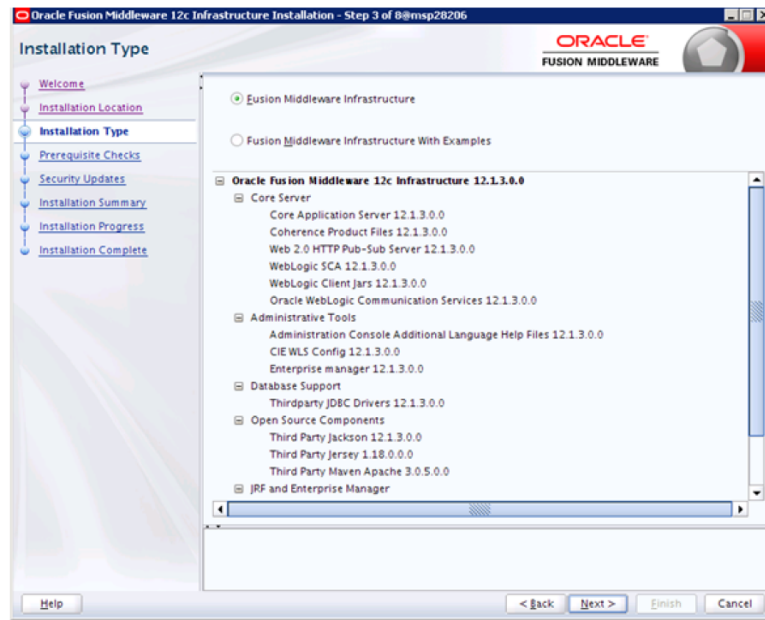 Oracle Fusion Middleware 12c Infrastructure Installation - Step 3 of 8@msp28206
Installation Type
ORACLE
FUSION MIDDLEWARE
Welcome
Installation Location
Installation Type
Prerequisite Checks
Security Updates
Installation Summary
Installation Progress
Installation Complete
Fusion Middleware Infrastructure
Fusion Middleware Infrastructure With Examples
Oracle Fusion Middleware 12c Infrastructure 12.1.3.0.0
Core Server
Core Application Server 12.1.3.0.0
Coherence Product Files 12.1.3.0.0
Web 2.0 HTTP Pub-Sub Server 12.1.3.0.0
WebLogic SCA 12.1.3.0.0
WebLogic Client Jars 12.1.3.0.0
Oracle WebLogic Communication Services 12.1.3.0.0
Administrative Tools
Administration Console Additional Language Help Files 12.1.3.0.0
CIE WLS Config 12.1.3.0.0
Enterprise manager 12.1.3.0.0
Database Support
Thirdparty JDBC Drivers 12.1.3.0.0
Open Source Components
Third Party Jackson 12.1.3.0.0
Third Party Jersey 1.18.0.0.0
Third Party Maven Apache 3.0.5.0.0
JRF and Enterprise Manager
Help
< Back
Next >
Finish
Cancel